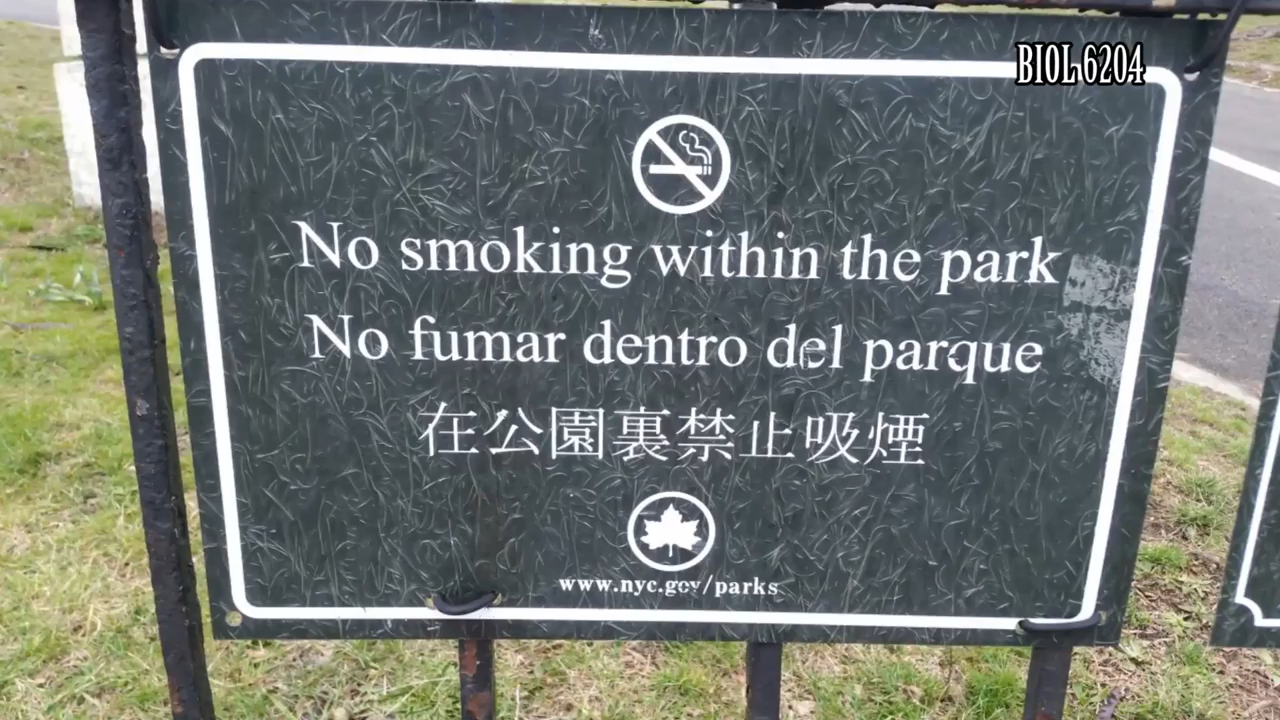 BIOL 6204
No smoking within the park
No fumar dentro del parque
在公園裏禁止吸煙
www.nyc.gov/parks